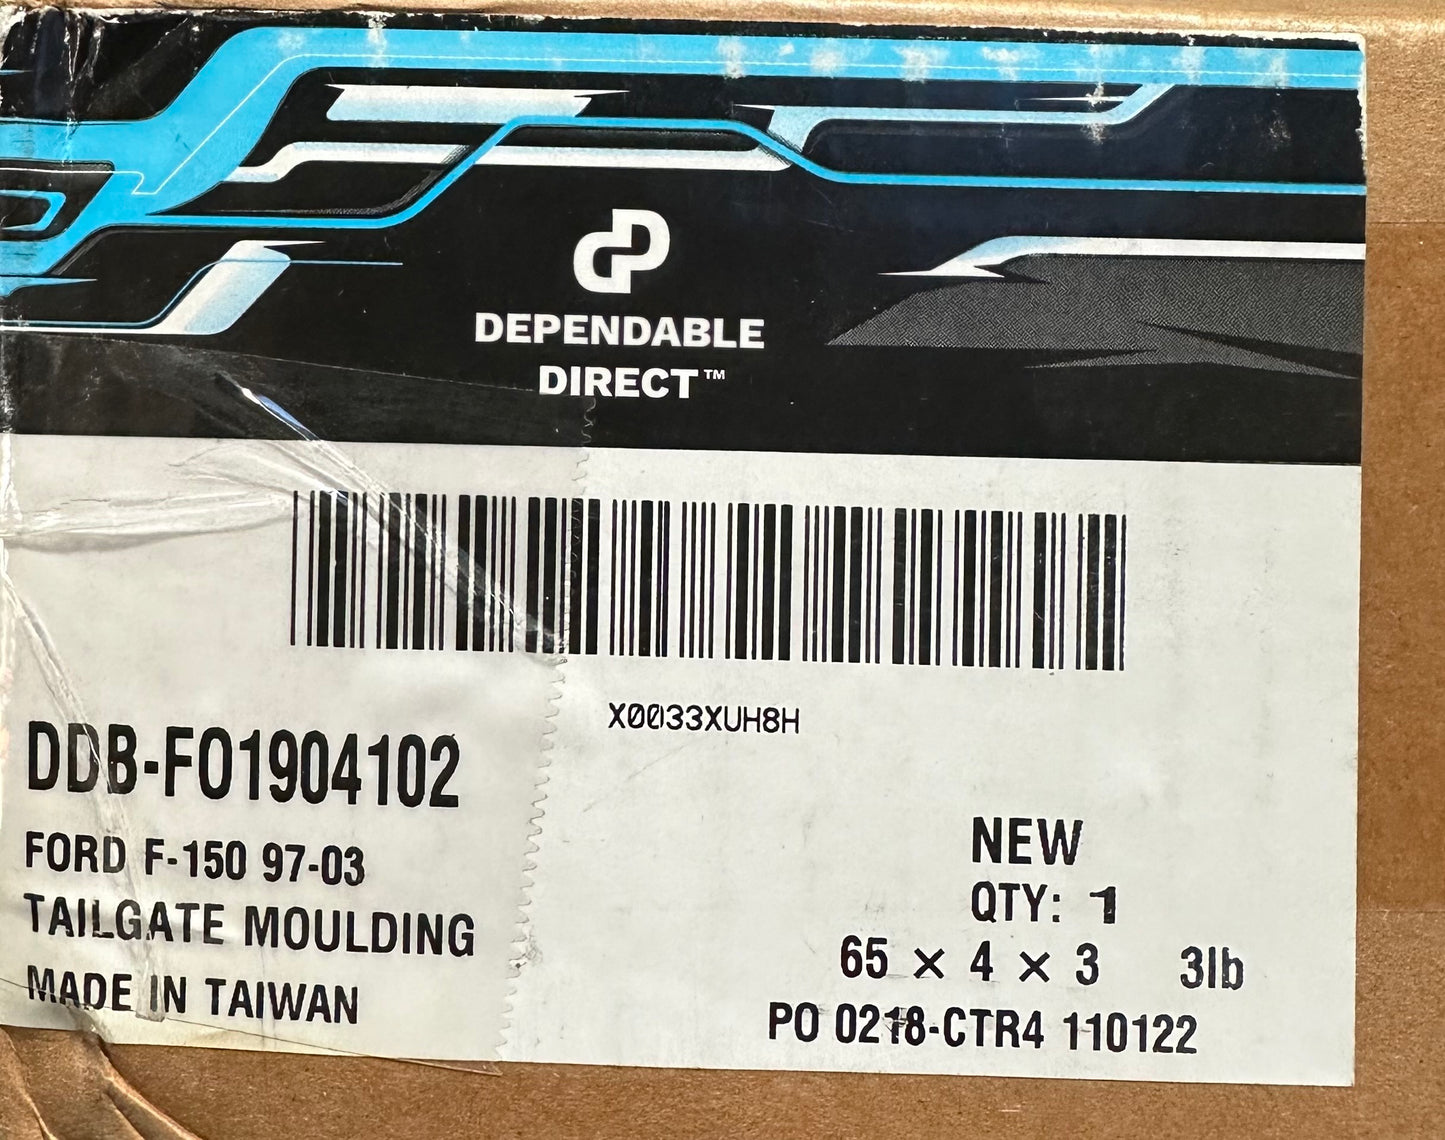 DEPENDABLE
DIRECT™
X0033XUH8H
DDB-FO1904102
FORD F-150 97-03
TAILGATE MOULDING
MADE IN TAIWAN
NEW
QTY: 1
65 × 4 × 3 3lb
PO 0218-CTR4 110122